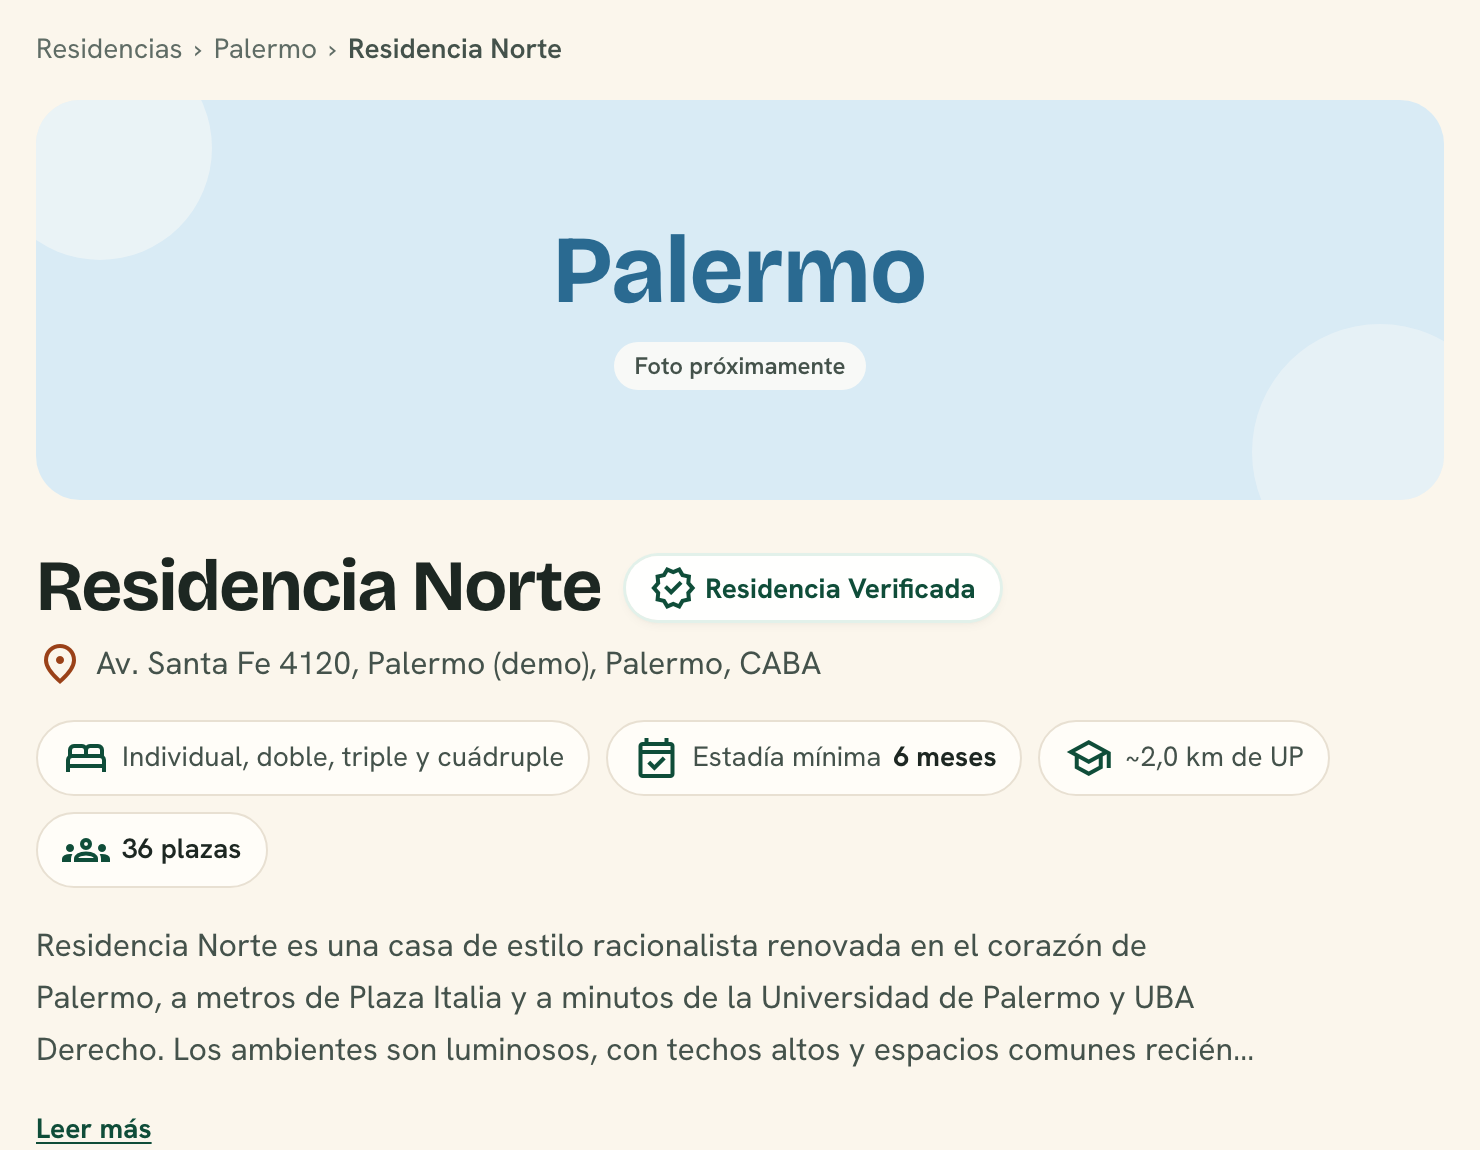 Residencias › Palermo › Residencia Norte
Palermo
Foto próximamente
Residencia Norte
Residencia Verificada
Av. Santa Fe 4120, Palermo (demo), Palermo, CABA
Individual, doble, triple y cuádruple
Estadía mínima 6 meses
~2,0 km de UP
36 plazas
Residencia Norte es una casa de estilo racionalista renovada en el corazón de
Palermo, a metros de Plaza Italia y a minutos de la Universidad de Palermo y UBA
Derecho. Los ambientes son luminosos, con techos altos y espacios comunes recién…
Leer más